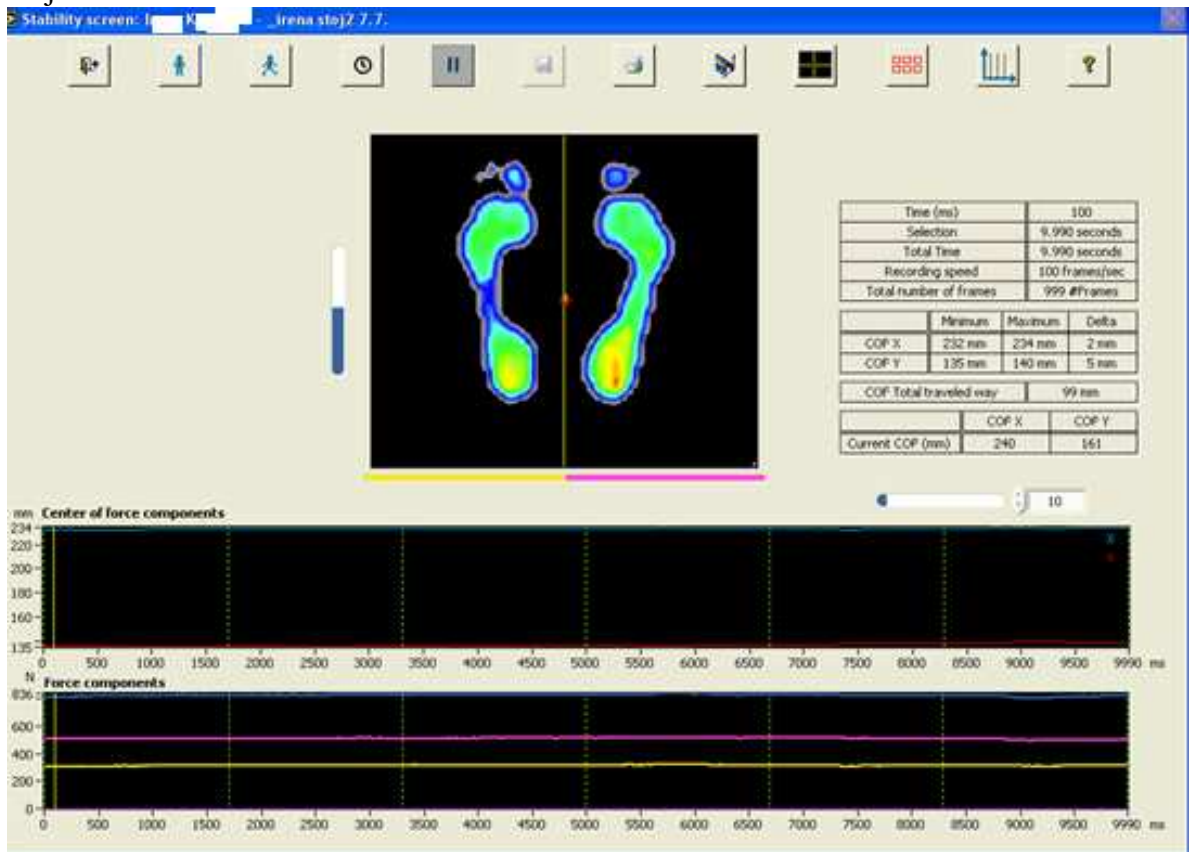 Stability screen: - _irena stoj2 7.7.
?
Time (ms) 100
Selection 9.990 seconds
Total Time 9.990 seconds
Recording speed 100 frames/sec
Total number of frames 999 #Frames
Minimum Maximum Delta
COF X 232 mm 234 mm 2 mm
COF Y 135 mm 140 mm 5 mm
COF Total traveled way 99 mm
COF X COF Y
Current COF (mm) 240 161
10
mm Center of force components
234
220
200
180
160
135
0 500 1000 1500 2000 2500 3000 3500 4000 4500 5000 5500 6000 6500 7000 7500 8000 8500 9000 9500 9990 ms
X
N Force components
836
600
400
200
0
0 500 1000 1500 2000 2500 3000 3500 4000 4500 5000 5500 6000 6500 7000 7500 8000 8500 9000 9500 9990 ms